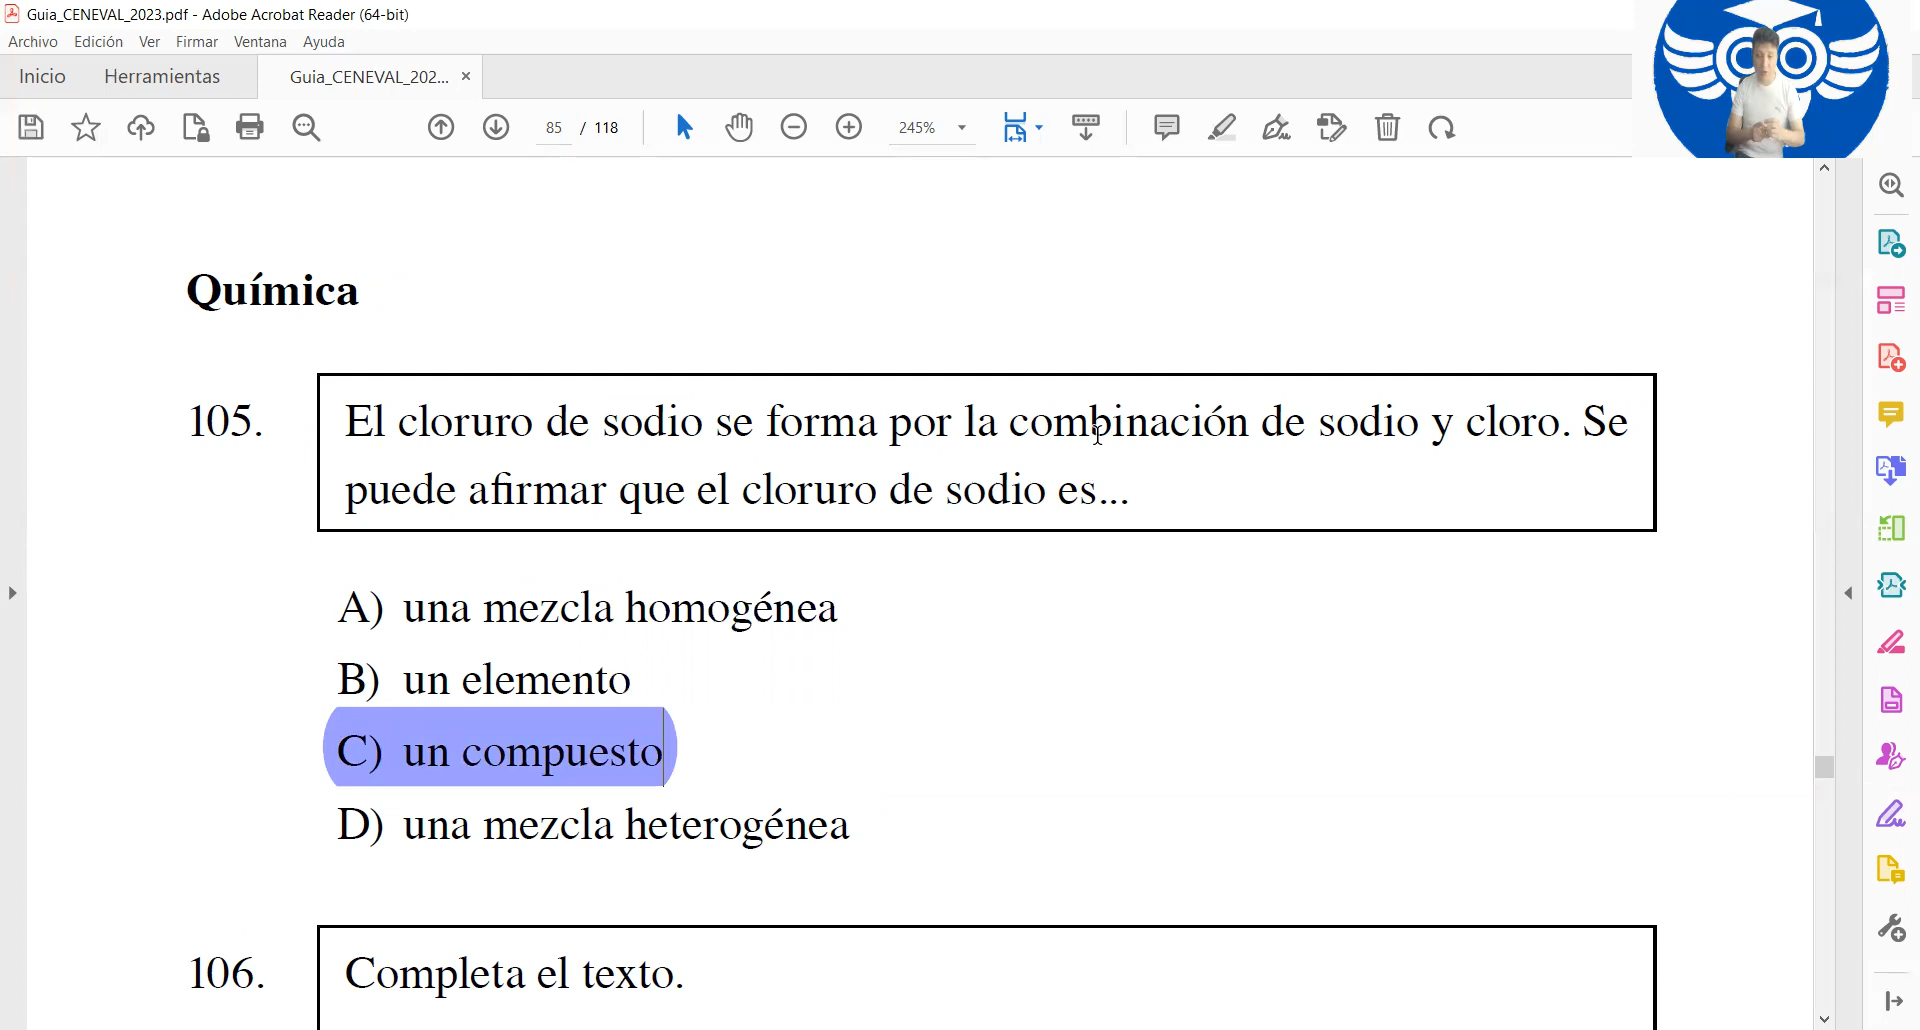 Guia_CENEVAL_2023.pdf - Adobe Acrobat Reader (64-bit)
Archivo Edición Ver Firmar Ventana Ayuda
Inicio Herramientas Guia_CENEVAL_202... ×
85 / 118 245%
Química
105. El cloruro de sodio se forma por la combinación de sodio y cloro. Se
puede afirmar que el cloruro de sodio es...
A) una mezcla homogénea
B) un elemento
C) un compuesto
D) una mezcla heterogénea
106. Completa el texto.